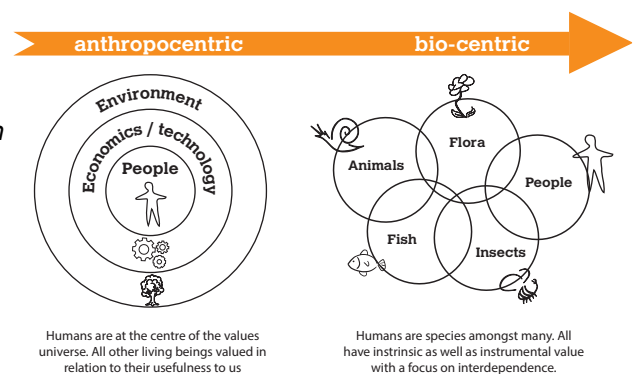 anthropocentric
bio-centric
Environment
Economics / technology
People
Flora
Animals
People
Fish
Insects
Humans are at the centre of the values
universe. All other living beings valued in
relation to their usefulness to us
Humans are species amongst many. All
have instrinsic as well as instrumental value
with a focus on interdependence.